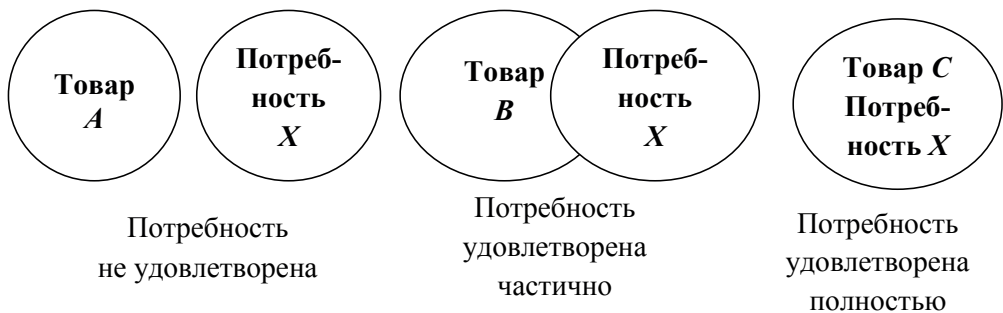 Товар
A
Потреб-
ность
X
Товар
B
Потреб-
ность
X
Товар C
Потреб-
ность X
Потребность
не удовлетворена
Потребность
удовлетворена
частично
Потребность
удовлетворена
полностью